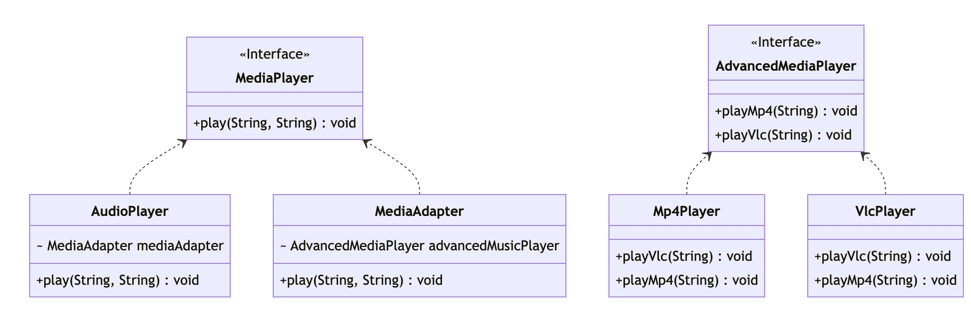 «Interface»
MediaPlayer
+play(String, String) : void
«Interface»
AdvancedMediaPlayer
+playMp4(String) : void
+playVlc(String) : void
AudioPlayer
~ MediaAdapter mediaAdapter
+play(String, String) : void
MediaAdapter
~ AdvancedMediaPlayer advancedMusicPlayer
+play(String, String) : void
Mp4Player
+playVlc(String) : void
+playMp4(String) : void
VlcPlayer
+playVlc(String) : void
+playMp4(String) : void